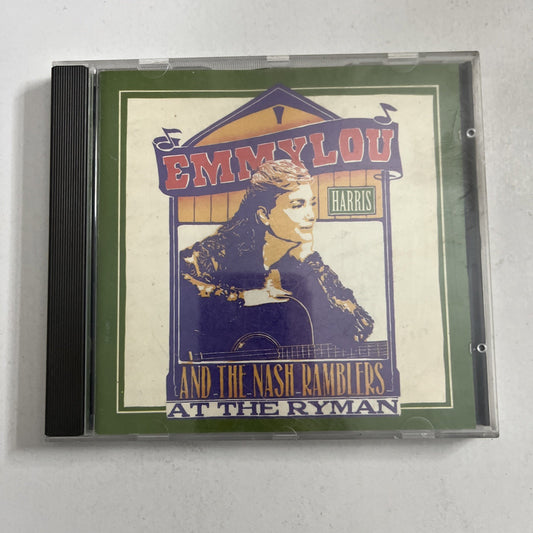 EMMYLOU
HARRIS
AND THE NASH RAMBLERS
AT THE RYMAN